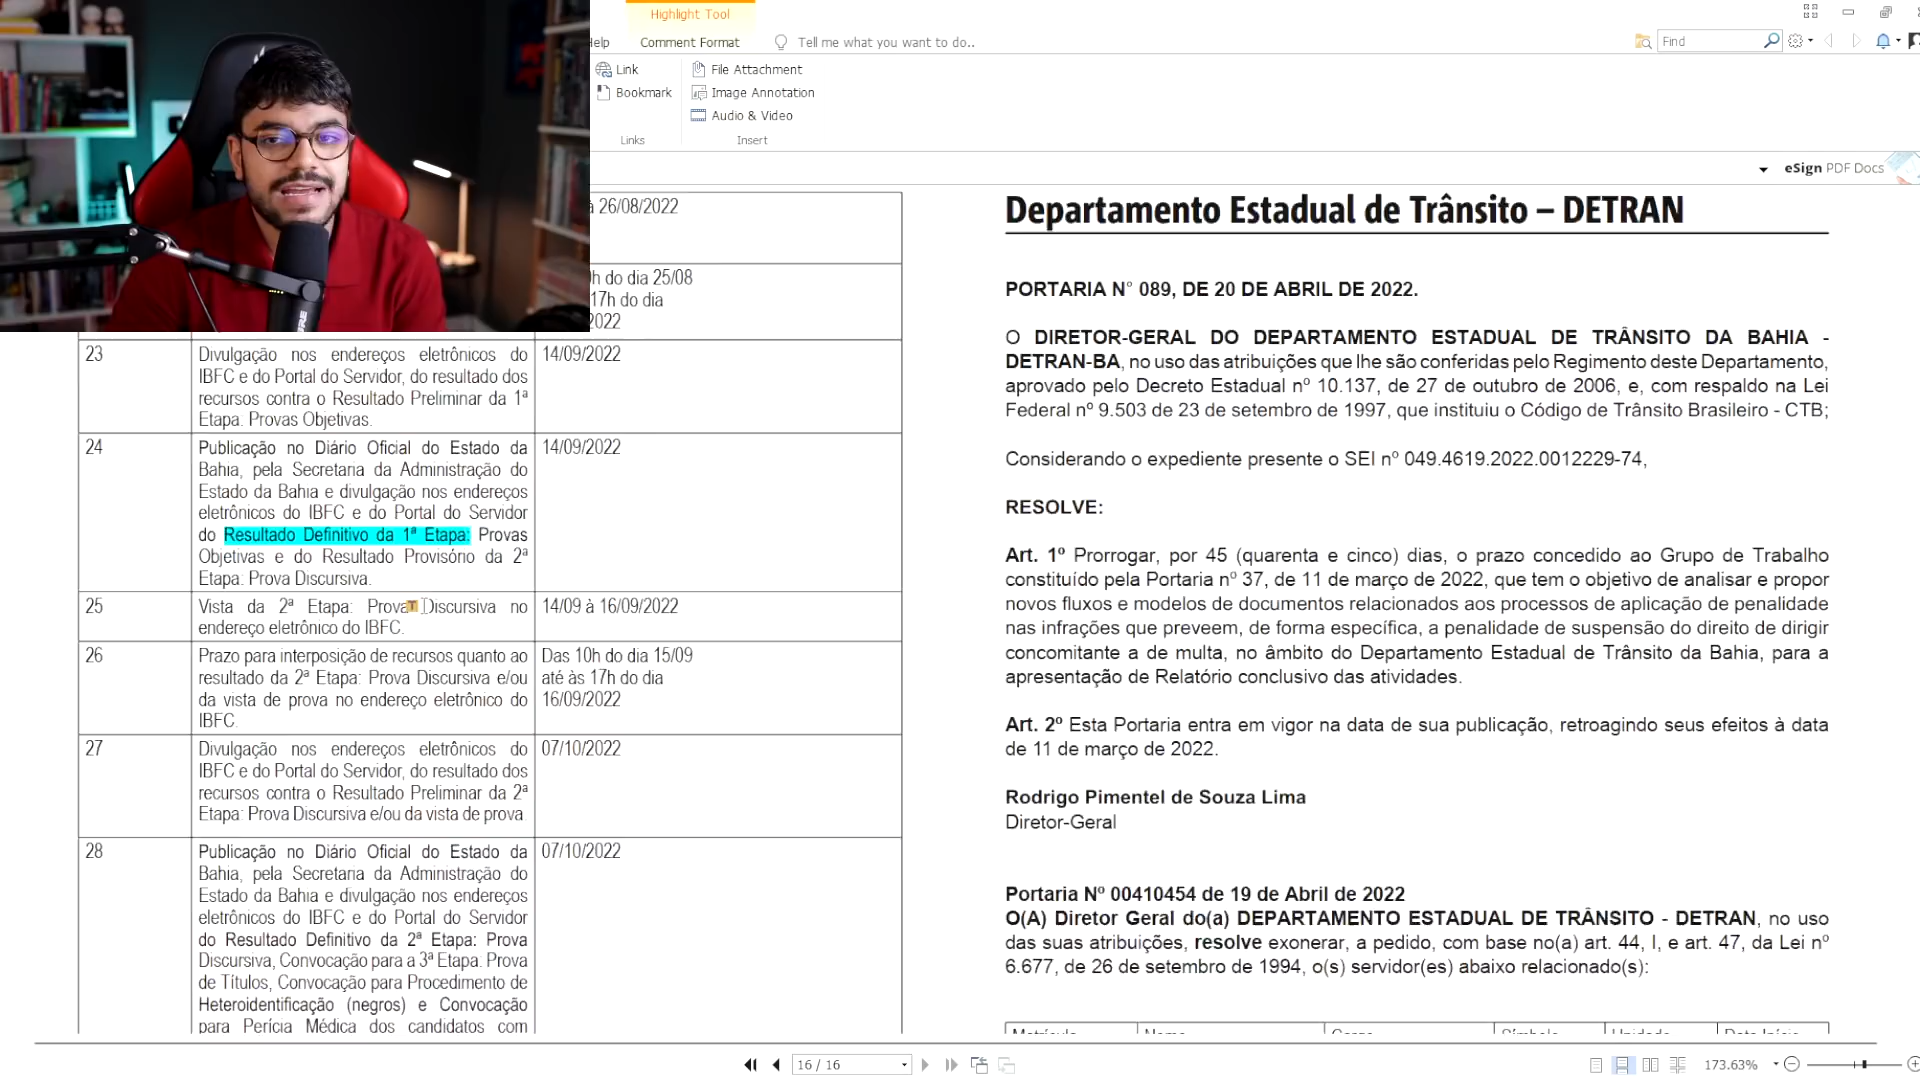 Highlight Tool
Help
Comment Format
Tell me what you want to do..
Find
Link
Bookmark
Links
File Attachment
Image Annotation
Audio & Video
Insert
eSign PDF Docs
à 26/08/2022
h do dia 25/08
17h do dia
2022
23
Divulgação nos endereços eletrônicos do
IBFC e do Portal do Servidor, do resultado dos
recursos contra o Resultado Preliminar da 1ª
Etapa. Provas Objetivas.
14/09/2022
24
Publicação no Diário Oficial do Estado da
Bahia, pela Secretaria da Administração do
Estado da Bahia e divulgação nos endereços
eletrônicos do IBFC e do Portal do Servidor
do Resultado Definitivo da 1ª Etapa: Provas
Objetivas e do Resultado Provisório da 2ª
Etapa: Prova Discursiva.
14/09/2022
25
Vista da 2ª Etapa: Prova Discursiva no
endereço eletrônico do IBFC.
14/09 à 16/09/2022
26
Prazo para interposição de recursos quanto ao
resultado da 2ª Etapa: Prova Discursiva e/ou
da vista de prova no endereço eletrônico do
IBFC.
Das 10h do dia 15/09
até às 17h do dia
16/09/2022
27
Divulgação nos endereços eletrônicos do
IBFC e do Portal do Servidor, do resultado dos
recursos contra o Resultado Preliminar da 2ª
Etapa: Prova Discursiva e/ou da vista de prova
07/10/2022
28
Publicação no Diário Oficial do Estado da
Bahia, pela Secretaria da Administração do
Estado da Bahia e divulgação nos endereços
eletrônicos do IBFC e do Portal do Servidor
do Resultado Definitivo da 2ª Etapa: Prova
Discursiva, Convocação para a 3ª Etapa: Prova
de Títulos, Convocação para Procedimento de
Heteroidentificação (negros) e Convocação
para Perícia Médica dos candidatos com
07/10/2022
Departamento Estadual de Trânsito – DETRAN
PORTARIA N° 089, DE 20 DE ABRIL DE 2022.
O DIRETOR-GERAL DO DEPARTAMENTO ESTADUAL DE TRÂNSITO DA BAHIA -
DETRAN-BA, no uso das atribuições que lhe são conferidas pelo Regimento deste Departamento,
aprovado pelo Decreto Estadual nº 10.137, de 27 de outubro de 2006, e, com respaldo na Lei
Federal nº 9.503 de 23 de setembro de 1997, que instituiu o Código de Trânsito Brasileiro - CTB;
Considerando o expediente presente o SEI nº 049.4619.2022.0012229-74,
RESOLVE:
Art. 1º Prorrogar, por 45 (quarenta e cinco) dias, o prazo concedido ao Grupo de Trabalho
constituído pela Portaria nº 37, de 11 de março de 2022, que tem o objetivo de analisar e propor
novos fluxos e modelos de documentos relacionados aos processos de aplicação de penalidade
nas infrações que preveem, de forma específica, a penalidade de suspensão do direito de dirigir
concomitante a de multa, no âmbito do Departamento Estadual de Trânsito da Bahia, para a
apresentação de Relatório conclusivo das atividades.
Art. 2º Esta Portaria entra em vigor na data de sua publicação, retroagindo seus efeitos à data
de 11 de março de 2022.
Rodrigo Pimentel de Souza Lima
Diretor-Geral
Portaria Nº 00410454 de 19 de Abril de 2022
O(A) Diretor Geral do(a) DEPARTAMENTO ESTADUAL DE TRÂNSITO - DETRAN, no uso
das suas atribuições, resolve exonerar, a pedido, com base no(a) art. 44, I, e art. 47, da Lei nº
6.677, de 26 de setembro de 1994, o(s) servidor(es) abaixo relacionado(s):
Matrícula Nome Cargo Símbolo Unidade Data Início
16 / 16
173.63%